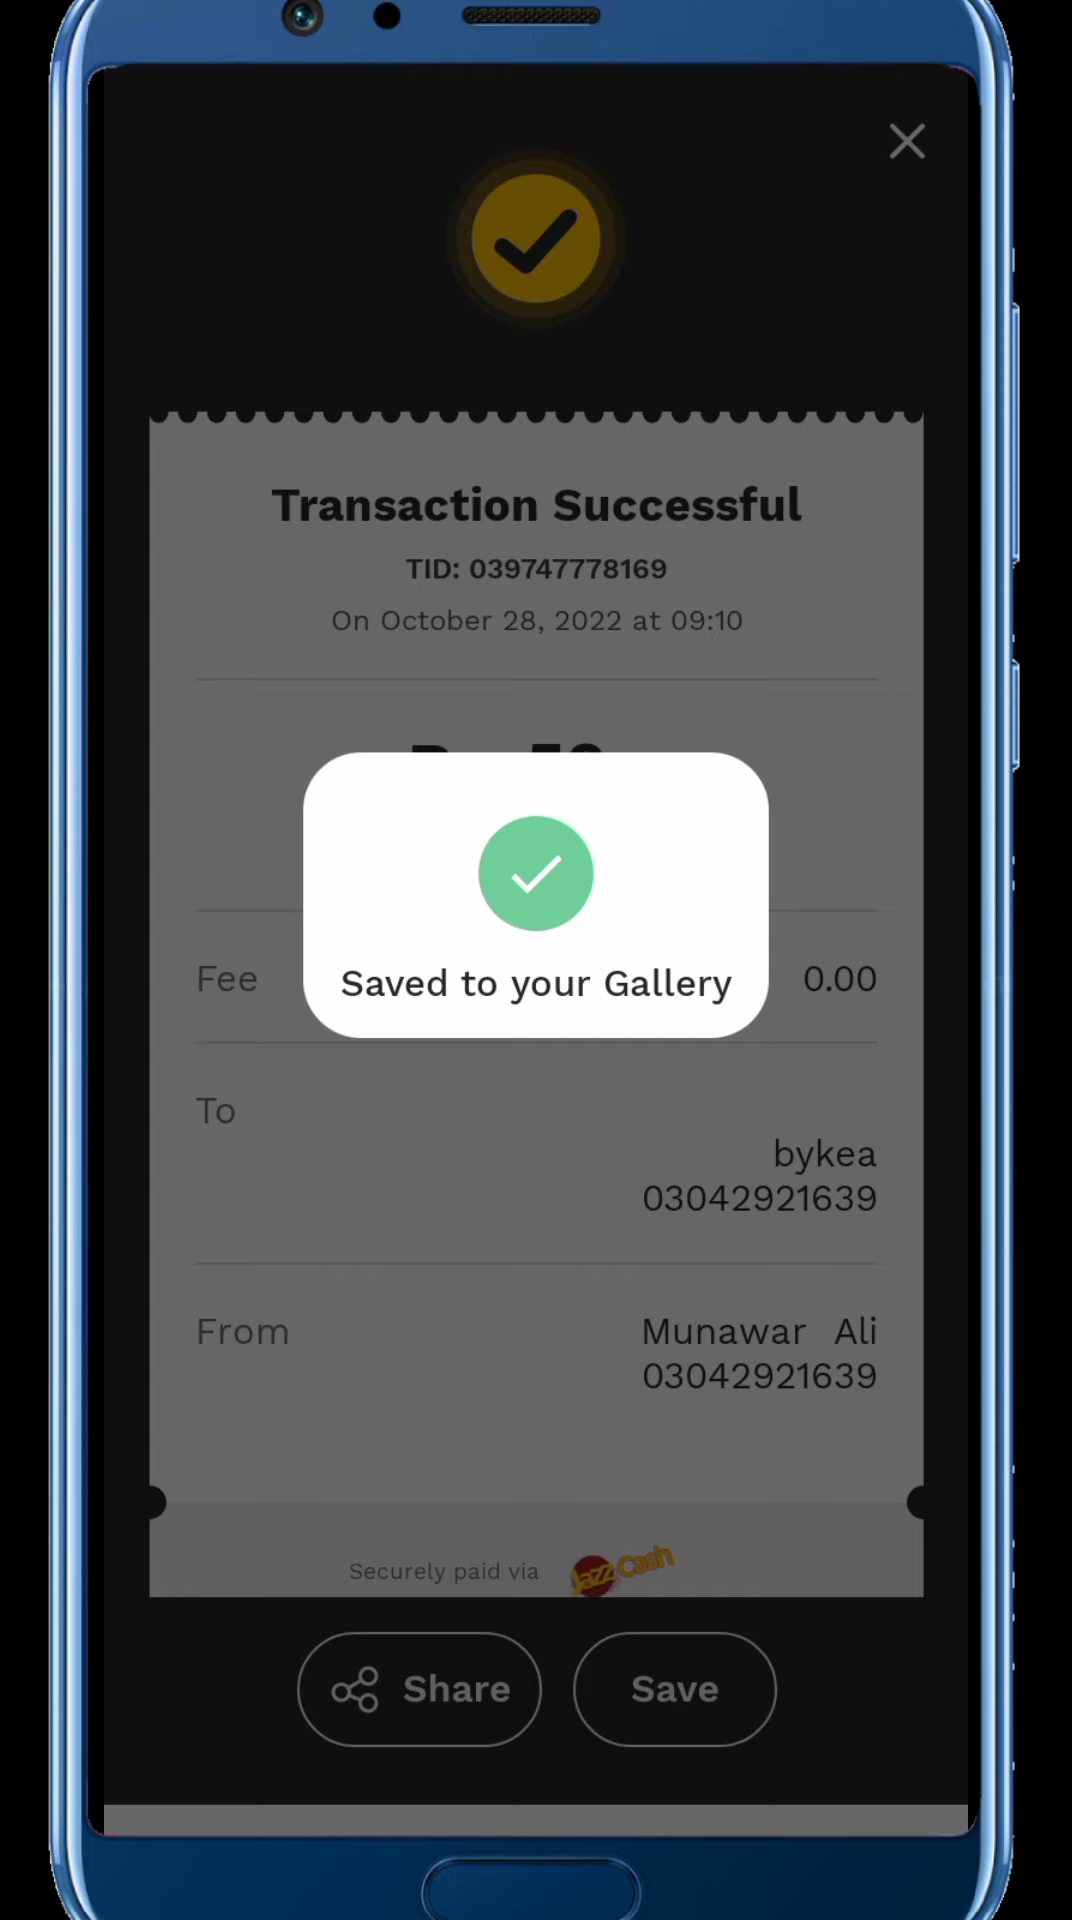 Transaction Successful
TID: 039747778169
On October 28, 2022 at 09:10
Saved to your Gallery
Fee 0.00
To
bykea
03042921639
From Munawar Ali
03042921639
Securely paid via JazzCash
Share Save